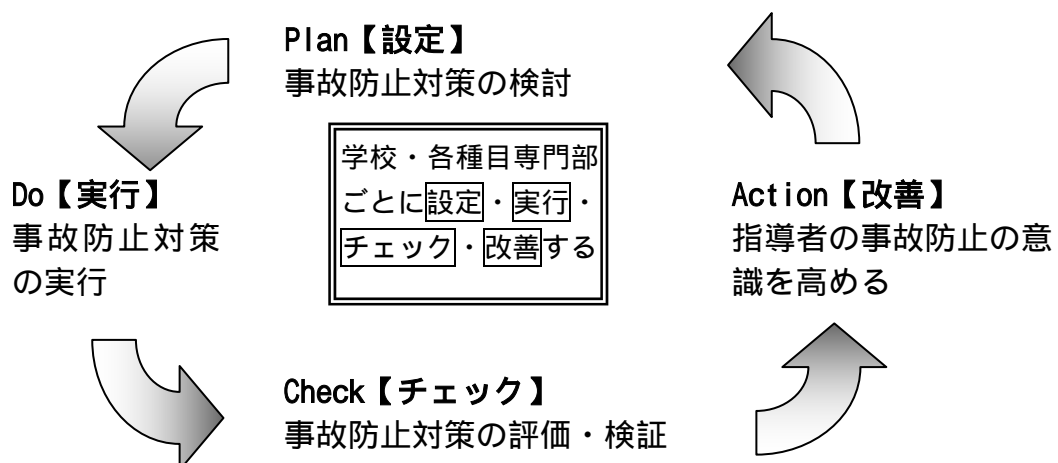 Plan【設定】
事故防止対策の検討
学校・各種目専門部
ごとに設定・実行・
チェック・改善する
Do【実行】
事故防止対策
の実行
Action【改善】
指導者の事故防止の意
識を高める
Check【チェック】
事故防止対策の評価・検証